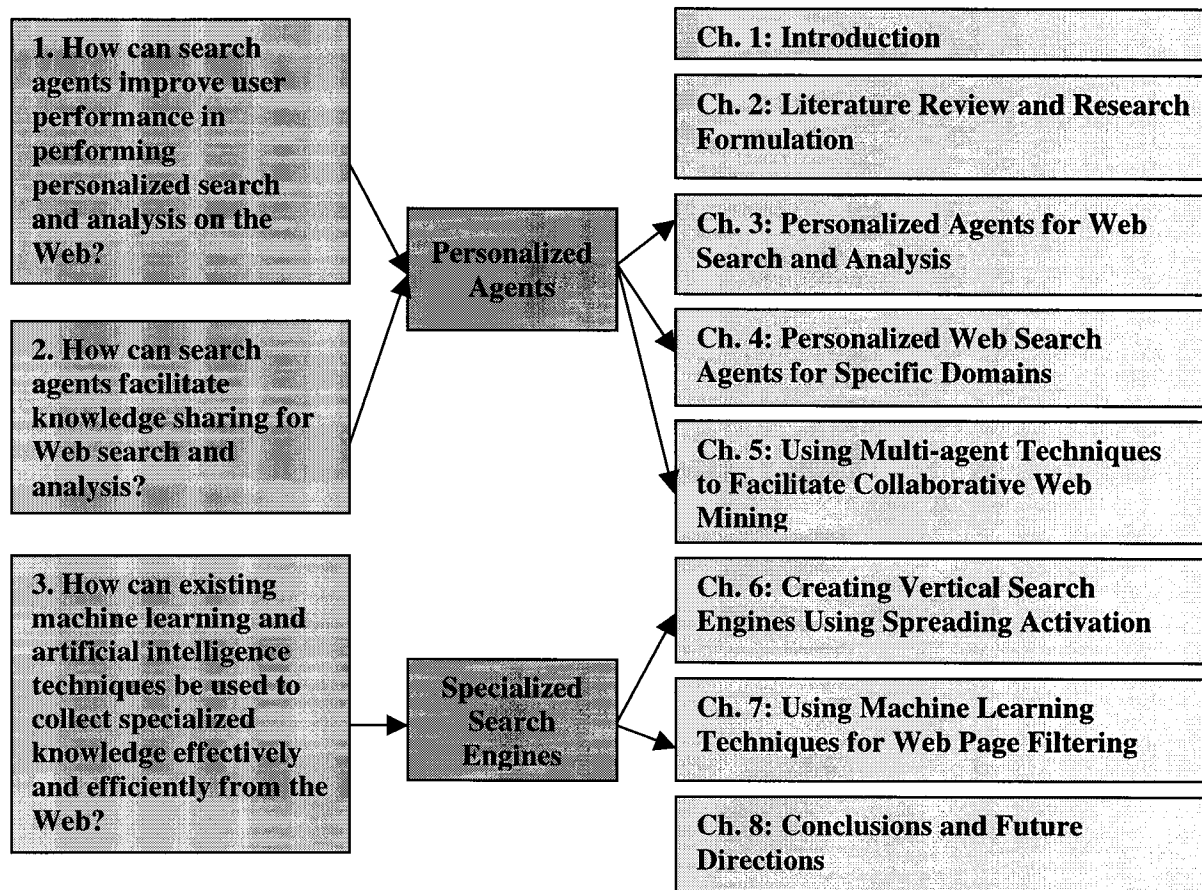 1. How can search
agents improve user
performance in
performing
personalized search
and analysis on the
Web?
2. How can search
agents facilitate
knowledge sharing for
Web search and
analysis?
3. How can existing
machine learning and
artificial intelligence
techniques be used to
collect specialized
knowledge effectively
and efficiently from the
Web?
Personalized
Agents
Specialized
Search
Engines
Ch. 1: Introduction
Ch. 2: Literature Review and Research
Formulation
Ch. 3: Personalized Agents for Web
Search and Analysis
Ch. 4: Personalized Web Search
Agents for Specific Domains
Ch. 5: Using Multi-agent Techniques
to Facilitate Collaborative Web
Mining
Ch. 6: Creating Vertical Search
Engines Using Spreading Activation
Ch. 7: Using Machine Learning
Techniques for Web Page Filtering
Ch. 8: Conclusions and Future
Directions